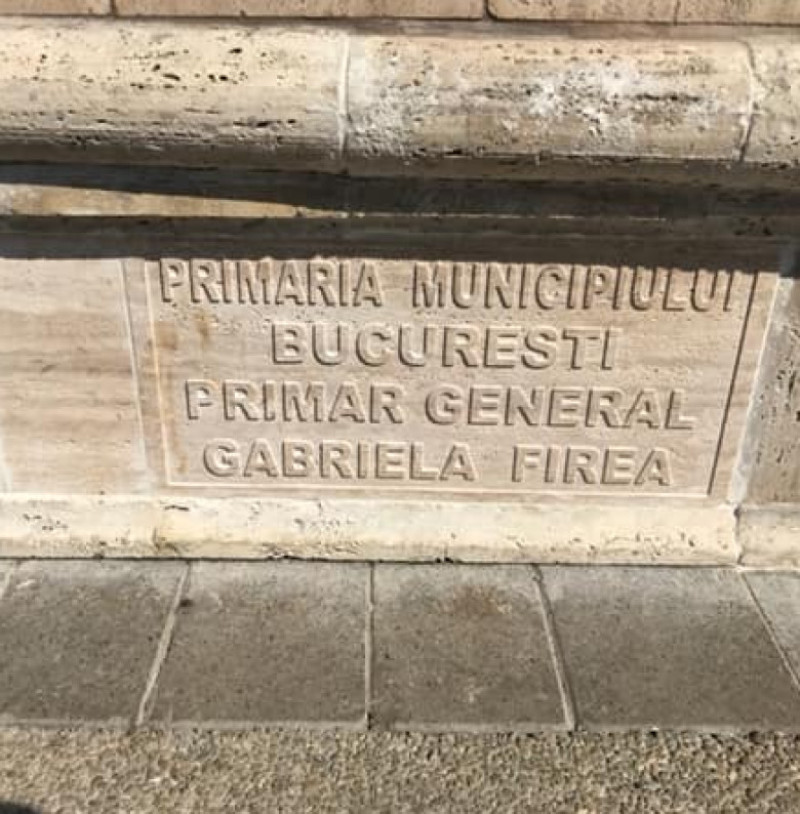 PRIMARIA MUNICIPIULUI
BUCURESTI
PRIMAR GENERAL
GABRIELA FIREA